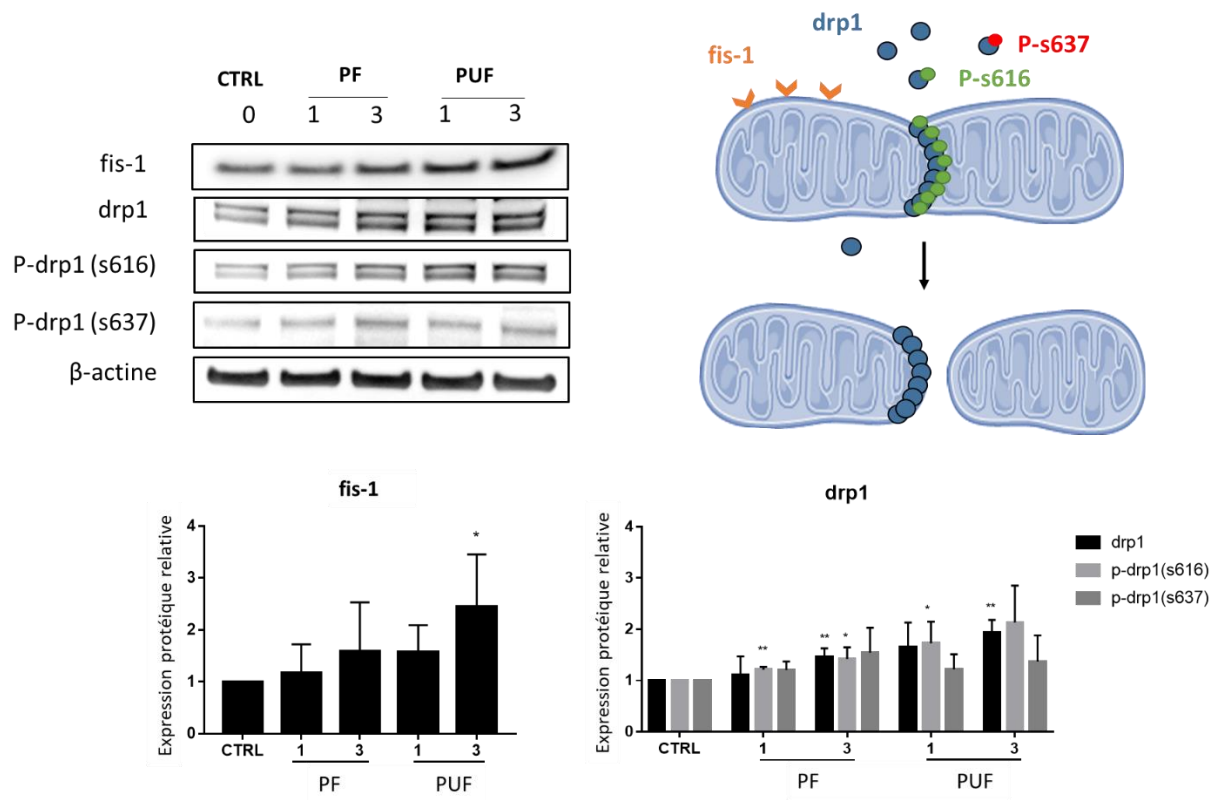 CTRL PF PUF
0 1 3 1 3
fis-1
drp1
P-drp1 (s616)
P-drp1 (s637)
β-actine
drp1
P-s637
fis-1
P-s616
fis-1
Expression protéique relative
4
3
2
1
0
*
CTRL 1 3 1 3
PF PUF
drp1
Expression protéique relative
4
3
2
1
0
** ** * * **
CTRL 1 3 1 3
PF PUF
drp1
p-drp1(s616)
p-drp1(s637)